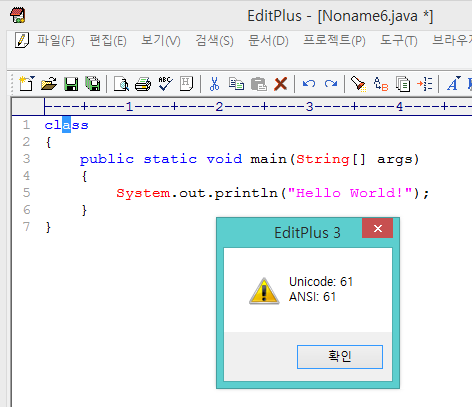 EditPlus - [Noname6.java *]
파일(F) 편집(E) 보기(V) 검색(S) 문서(D) 프로젝트(P) 도구(T) 브라우
----+----1----+----2----+----3----+----4----+-
1 class
2 {
3 public static void main(String[] args)
4 {
5 System.out.println("Hello World!");
6 }
7 }
EditPlus 3
Unicode: 61
ANSI: 61
확인